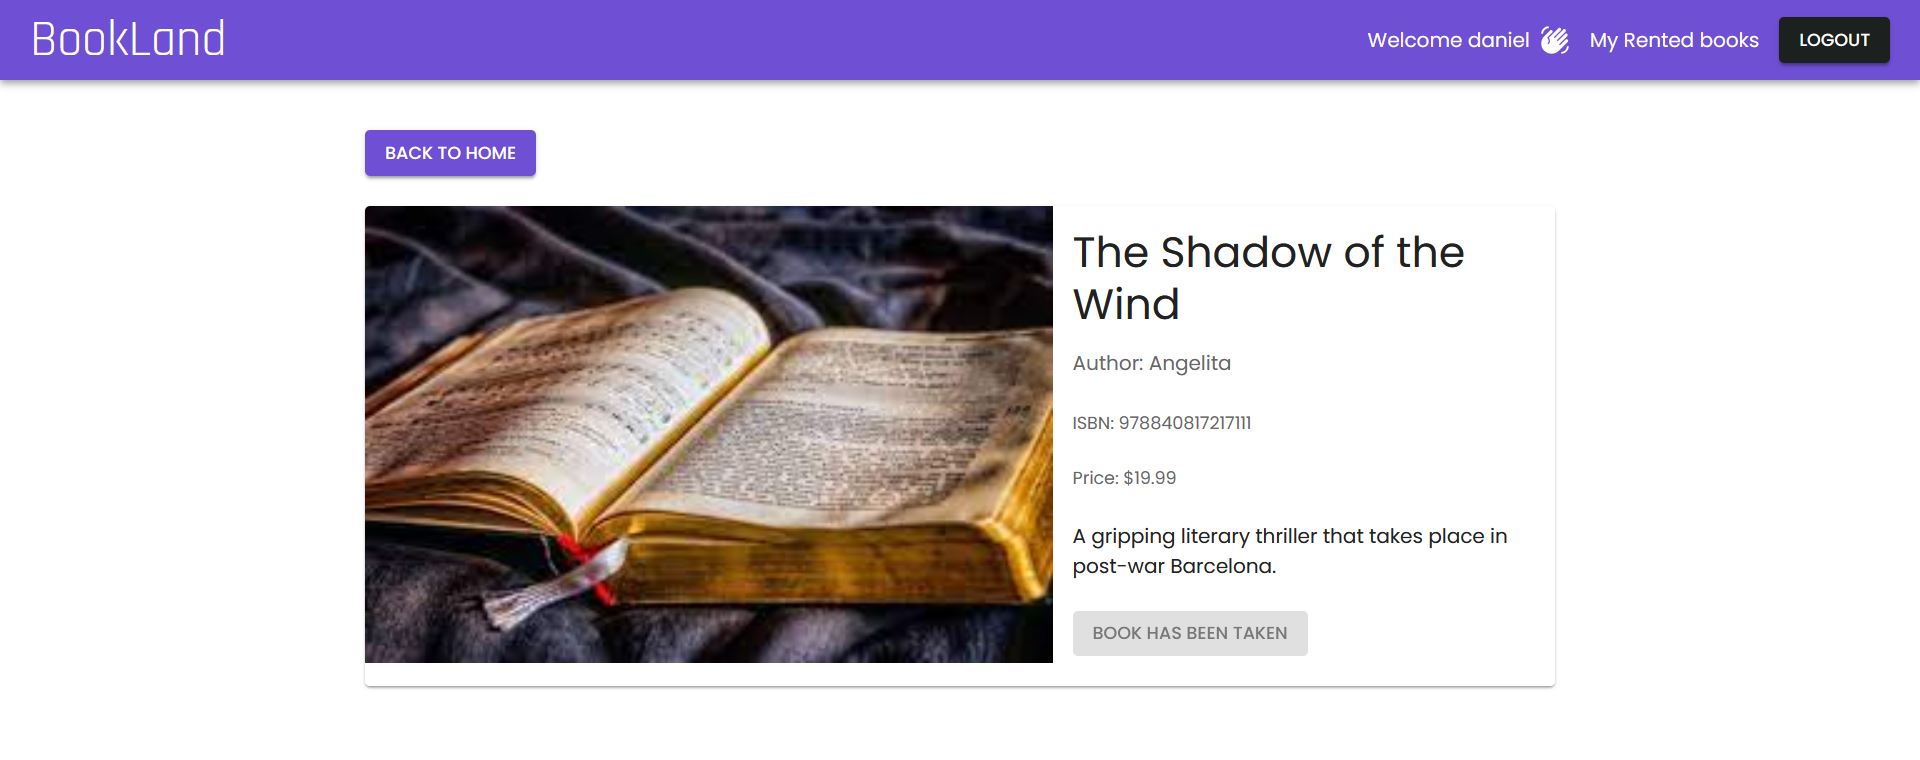 BookLand
Welcome daniel
My Rented books
LOGOUT
BACK TO HOME
The Shadow of the
Wind
Author: Angelita
ISBN: 978840817217111
Price: $19.99
A gripping literary thriller that takes place in
post-war Barcelona.
BOOK HAS BEEN TAKEN